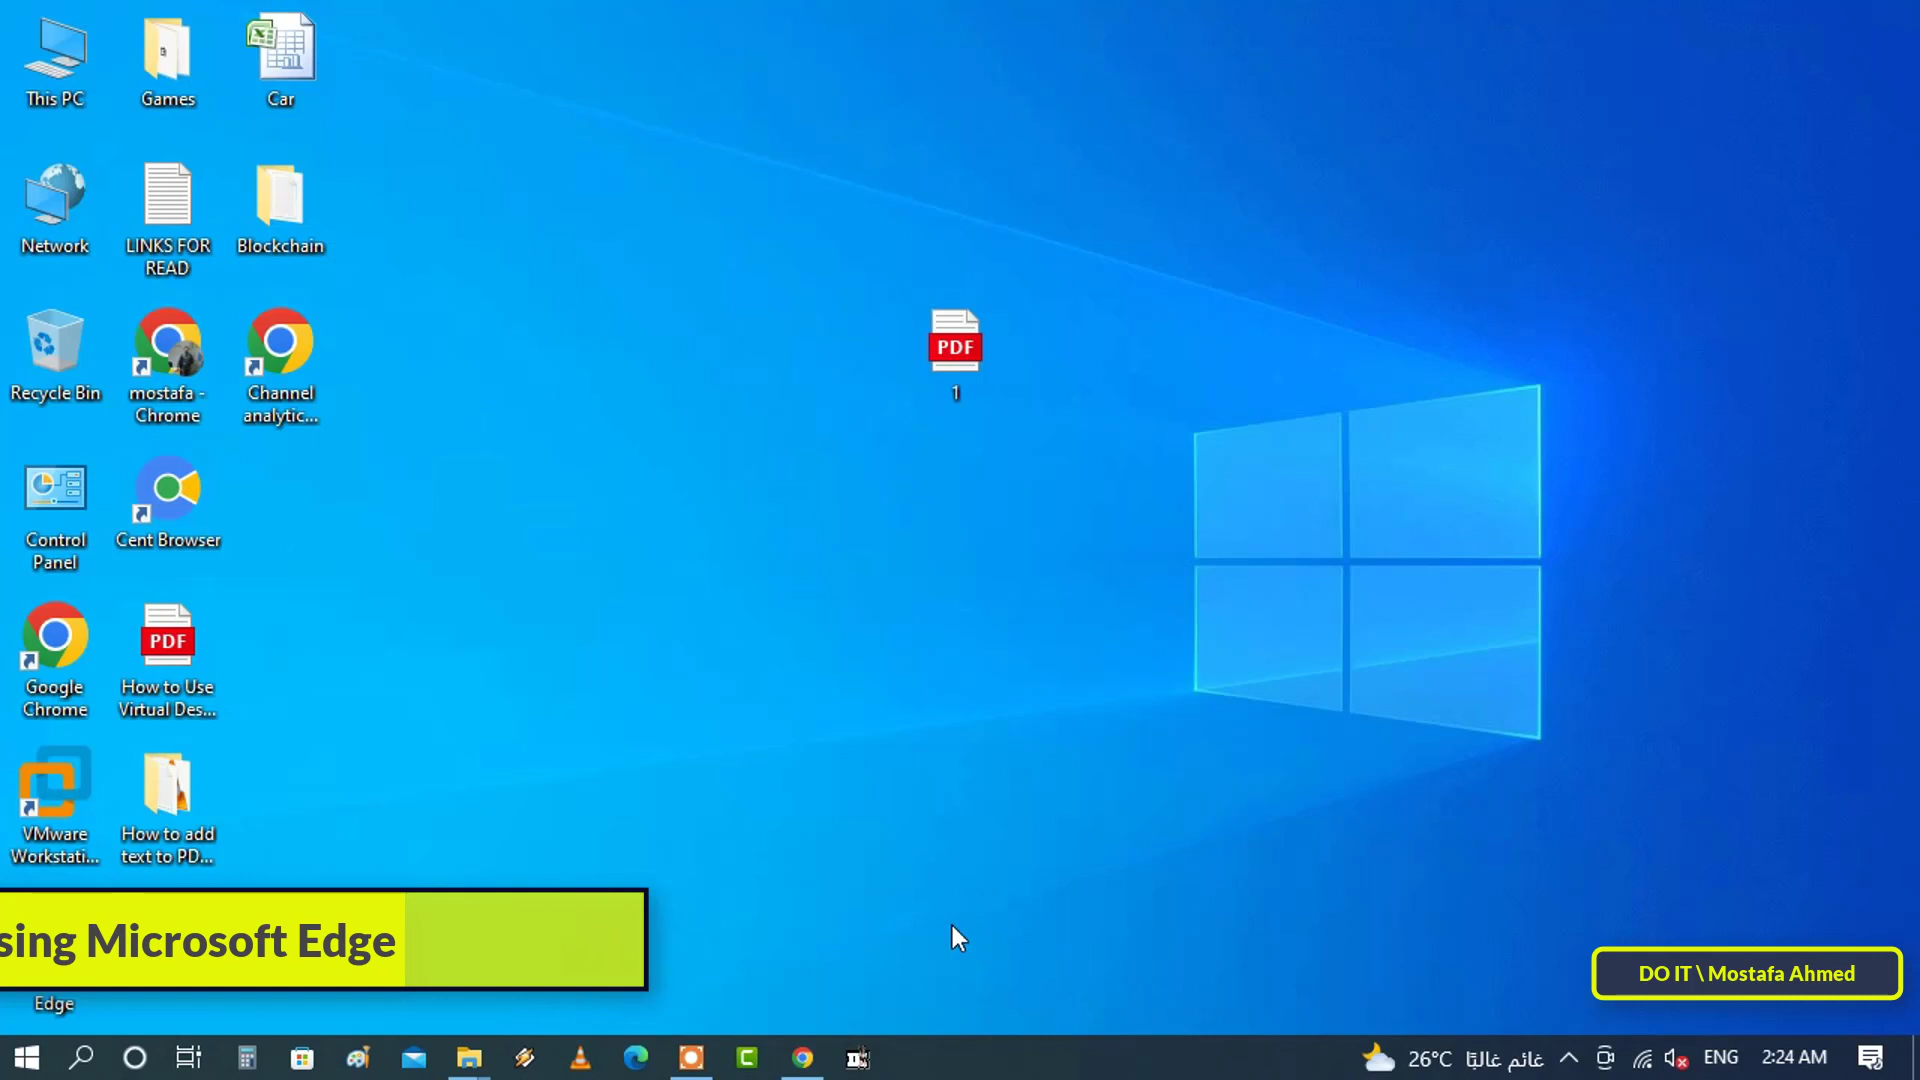 This PC
Games
Car
Network
LINKS FOR
READ
Blockchain
Recycle Bin
mostafa -
Chrome
Channel
analytic...
PDF
1
Control
Panel
Cent Browser
Google
Chrome
PDF
How to Use
Virtual Des...
VMware
Workstati...
How to add
text to PD...
sing Microsoft Edge
Edge
DO IT \ Mostafa Ahmed
26°C غائم غالبًا
ENG
2:24 AM